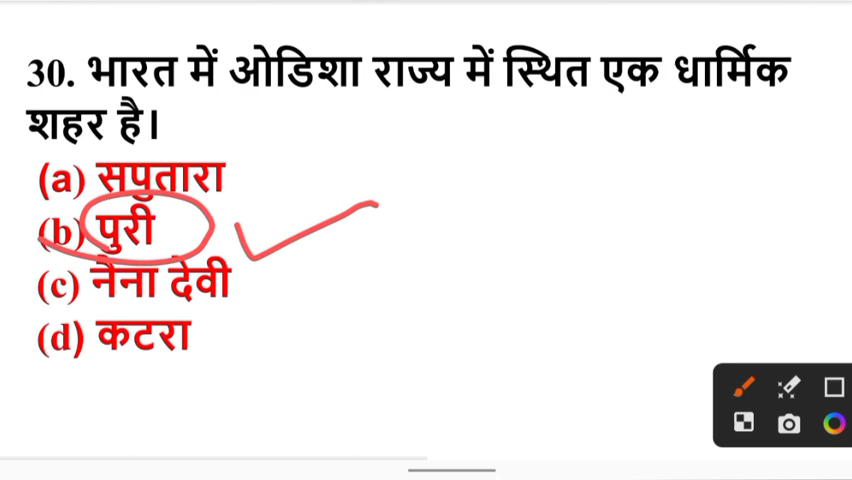 30. भारत में ओडिशा राज्य में स्थित एक धार्मिक
शहर है।
(a) सपुतारा
(b) पुरी
(c) नैना देवी
(d) कटरा